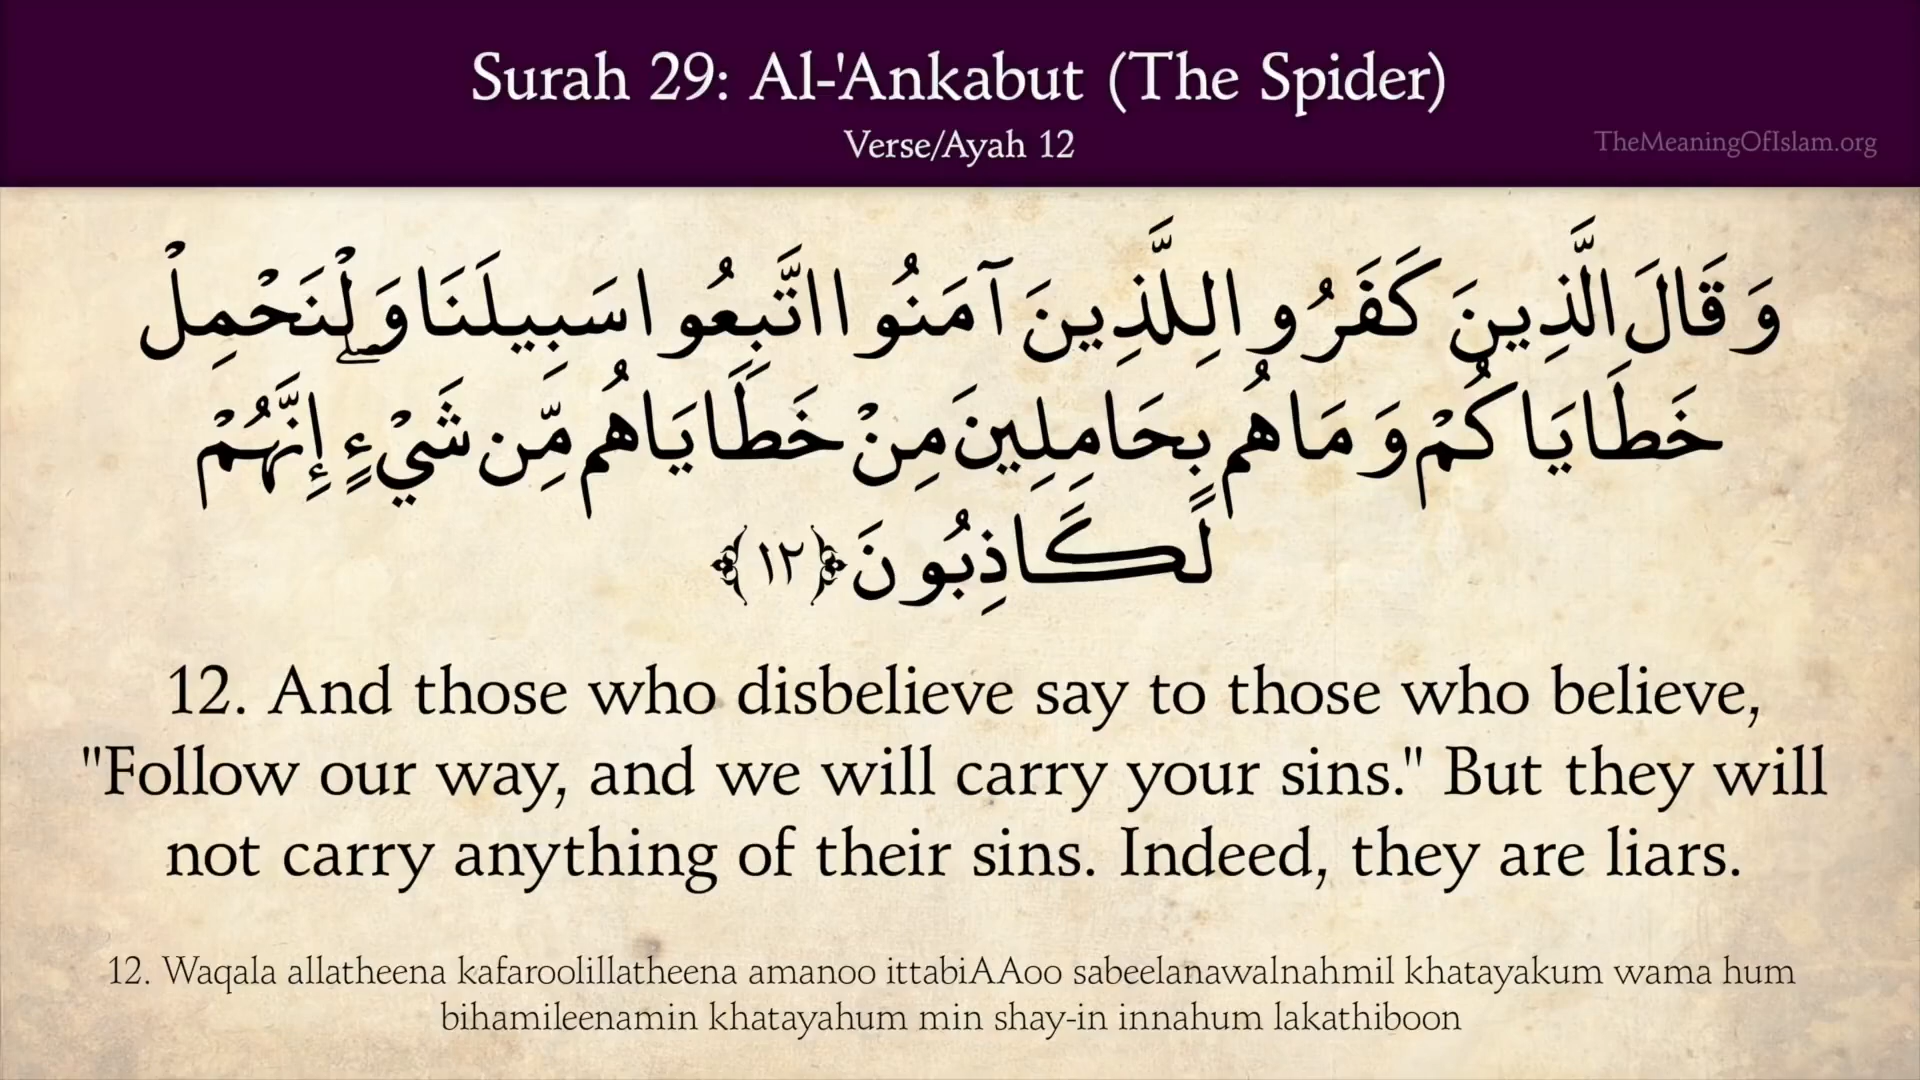 Surah 29: Al-'Ankabut (The Spider)
Verse/Ayah 12
TheMeaningOfIslam.org
وَقَالَ الَّذِينَ كَفَرُوا لِلَّذِينَ آمَنُوا اتَّبِعُوا سَبِيلَنَا وَلْنَحْمِلْ
خَطَايَاكُمْ وَمَا هُم بِحَامِلِينَ مِنْ خَطَايَاهُم مِّن شَيْءٍ ۖ إِنَّهُمْ
لَكَاذِبُونَ ﴿١٢﴾
12. And those who disbelieve say to those who believe,
"Follow our way, and we will carry your sins." But they will
not carry anything of their sins. Indeed, they are liars.
12. Waqala allatheena kafaroolillatheena amanoo ittabiAAoo sabeelanawalnahmil khatayakum wama hum
bihamileenamin khatayahum min shay-in innahum lakathiboon